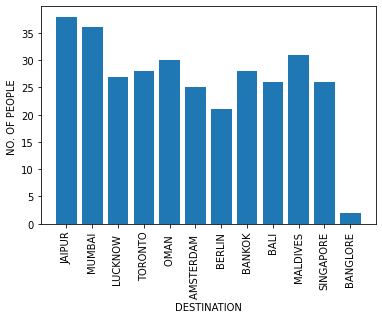 NO. OF PEOPLE
35
30
25
20
15
10
5
0
JAIPUR
MUMBAI
LUCKNOW
TORONTO
OMAN
AMSTERDAM
BERLIN
BANKOK
BALI
MALDIVES
SINGAPORE
BANGLORE
DESTINATION